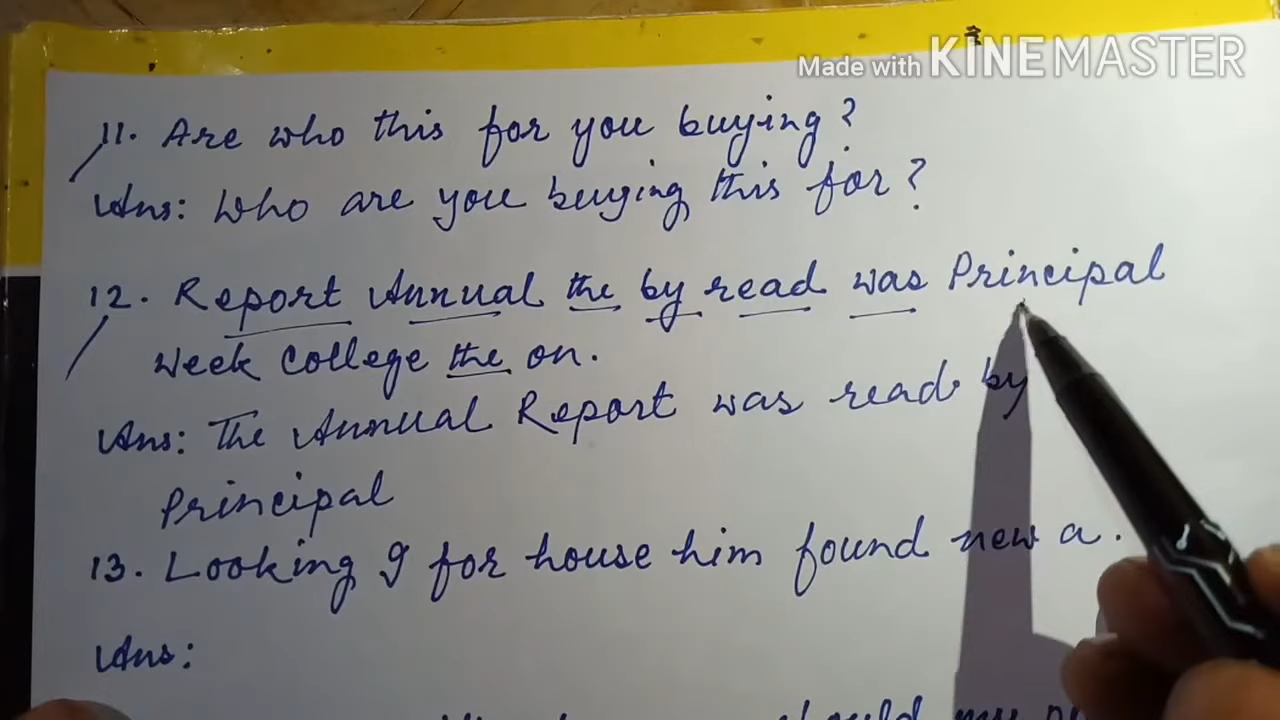 Made with KINEMASTER
11. Are who this for you buying?
Ans: Who are you buying this for?
12. Report Annual the by read was Principal
Week College the on.
Ans: The Annual Report was read by
Principal
13. Looking I for house him found new a.
Ans:
should my